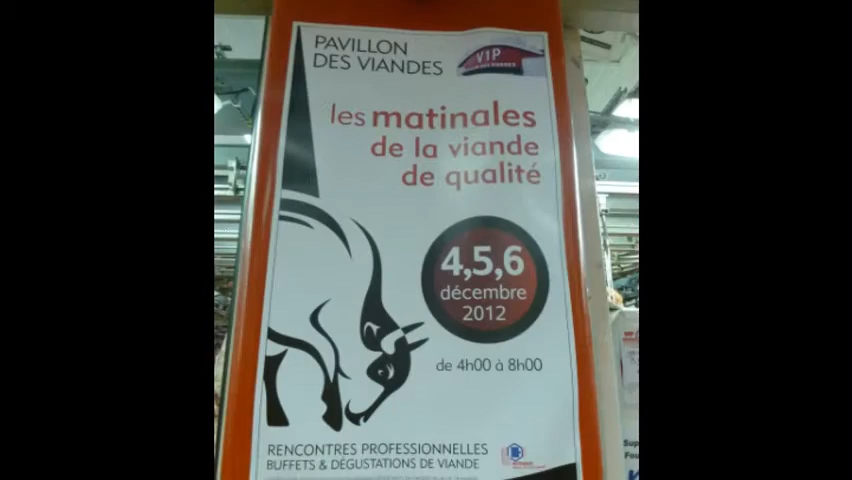 PAVILLON
DES VIANDES
VIP
les matinales
de la viande
de qualité
4,5,6
décembre
2012
de 4h00 à 8h00
RENCONTRES PROFESSIONNELLES
BUFFETS & DÉGUSTATIONS DE VIANDE